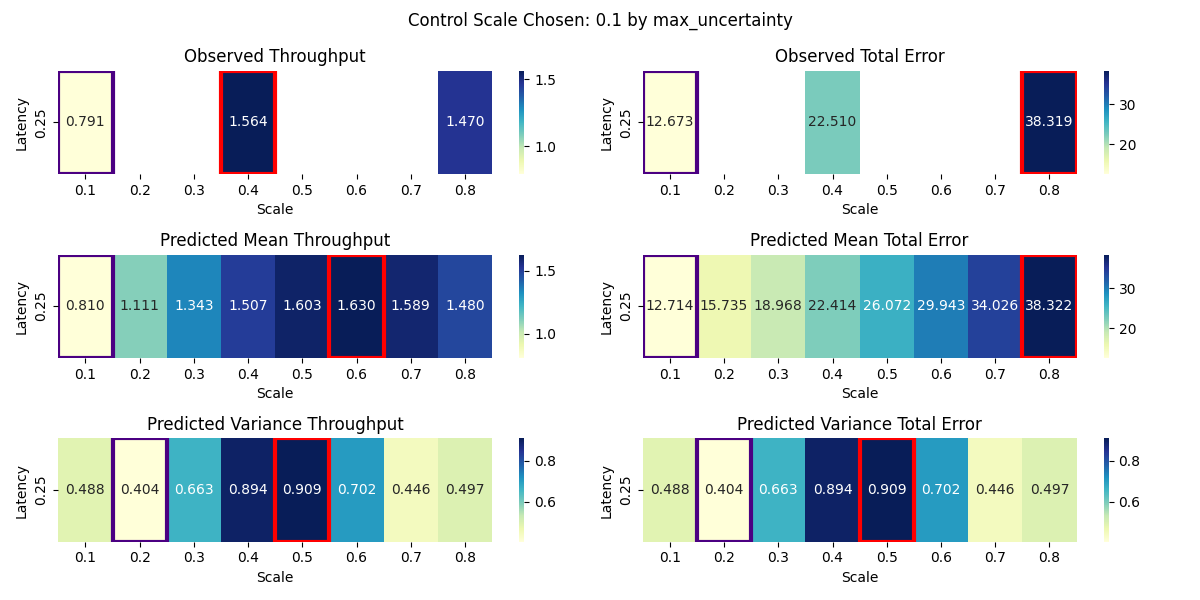 Control Scale Chosen: 0.1 by max_uncertainty
Observed Throughput
Latency
0.25
0.791 1.564 1.470
0.1 0.2 0.3 0.4 0.5 0.6 0.7 0.8
Scale
1.5
1.0
Observed Total Error
Latency
0.25
12.673 22.510 38.319
0.1 0.2 0.3 0.4 0.5 0.6 0.7 0.8
Scale
30
20
Predicted Mean Throughput
Latency
0.25
0.810 1.111 1.343 1.507 1.603 1.630 1.589 1.480
0.1 0.2 0.3 0.4 0.5 0.6 0.7 0.8
Scale
1.5
1.0
Predicted Mean Total Error
Latency
0.25
12.714 15.735 18.968 22.414 26.072 29.943 34.026 38.322
0.1 0.2 0.3 0.4 0.5 0.6 0.7 0.8
Scale
30
20
Predicted Variance Throughput
Latency
0.25
0.488 0.404 0.663 0.894 0.909 0.702 0.446 0.497
0.1 0.2 0.3 0.4 0.5 0.6 0.7 0.8
Scale
0.8
0.6
Predicted Variance Total Error
Latency
0.25
0.488 0.404 0.663 0.894 0.909 0.702 0.446 0.497
0.1 0.2 0.3 0.4 0.5 0.6 0.7 0.8
Scale
0.8
0.6